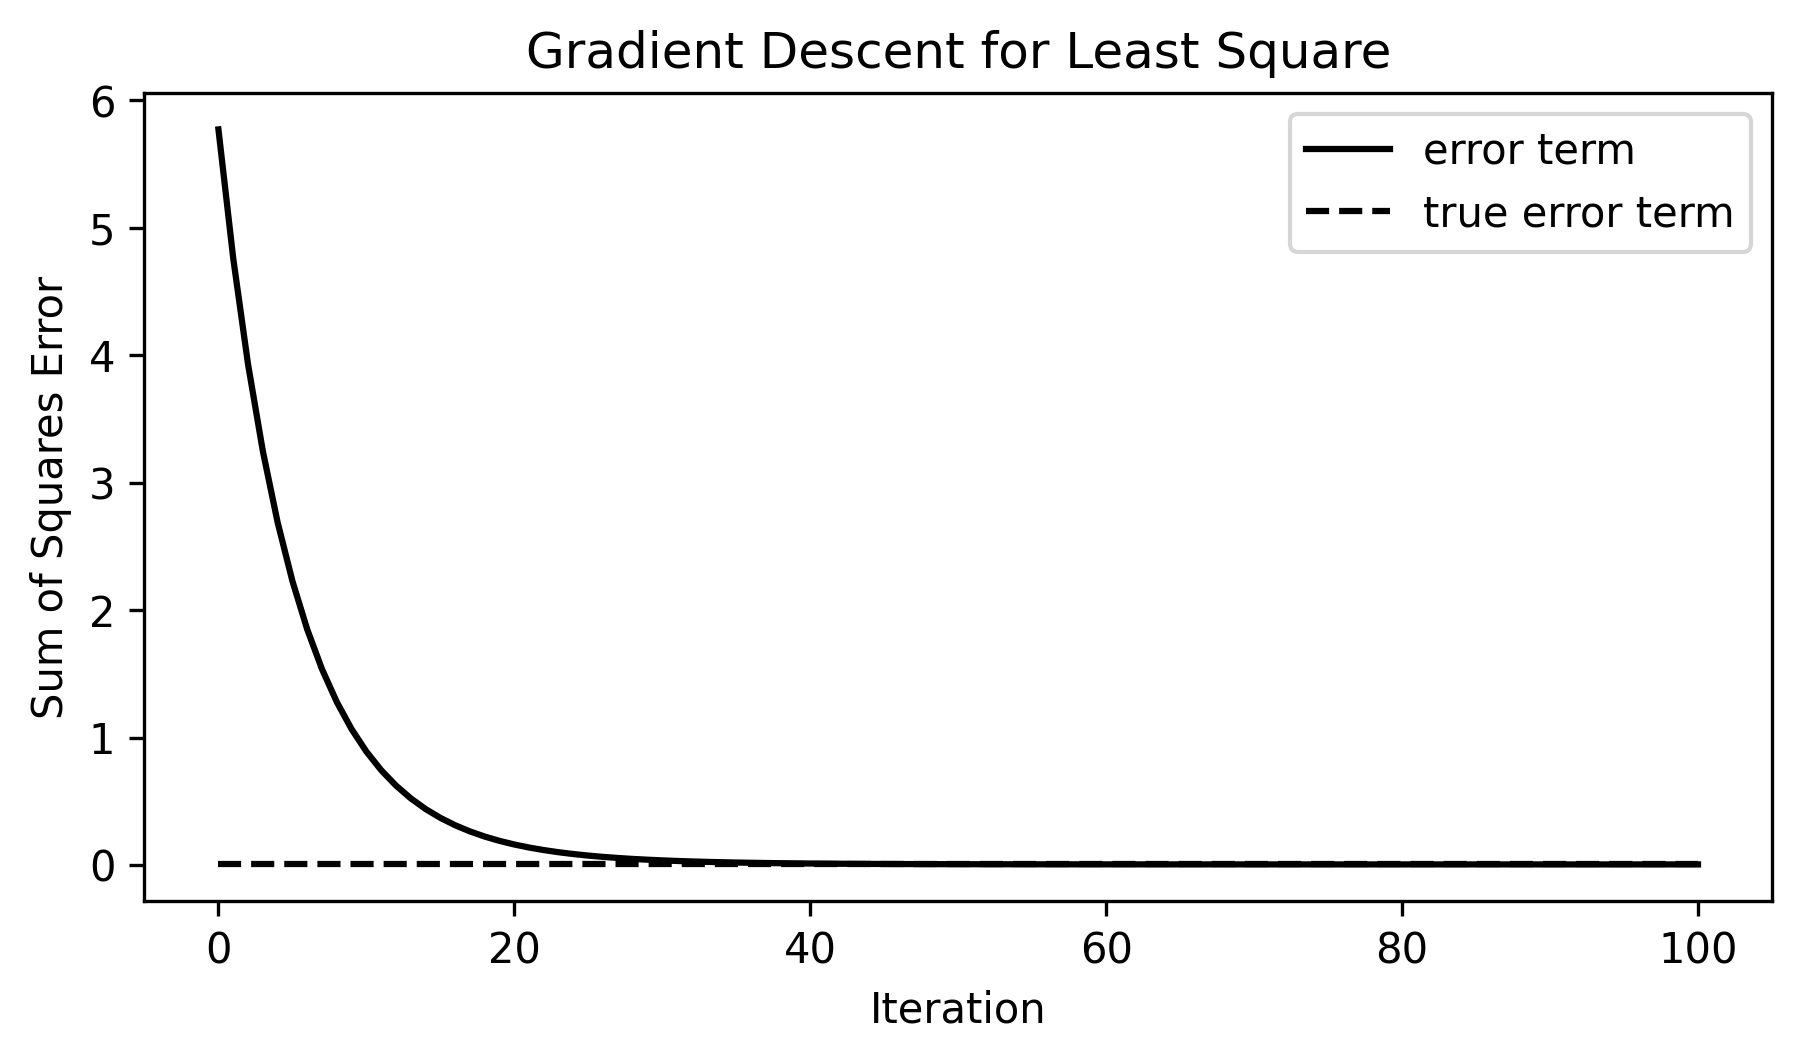 Gradient Descent for Least Square
6
5
4
3
2
1
0
Sum of Squares Error
error term
true error term
0 20 40 60 80 100
Iteration